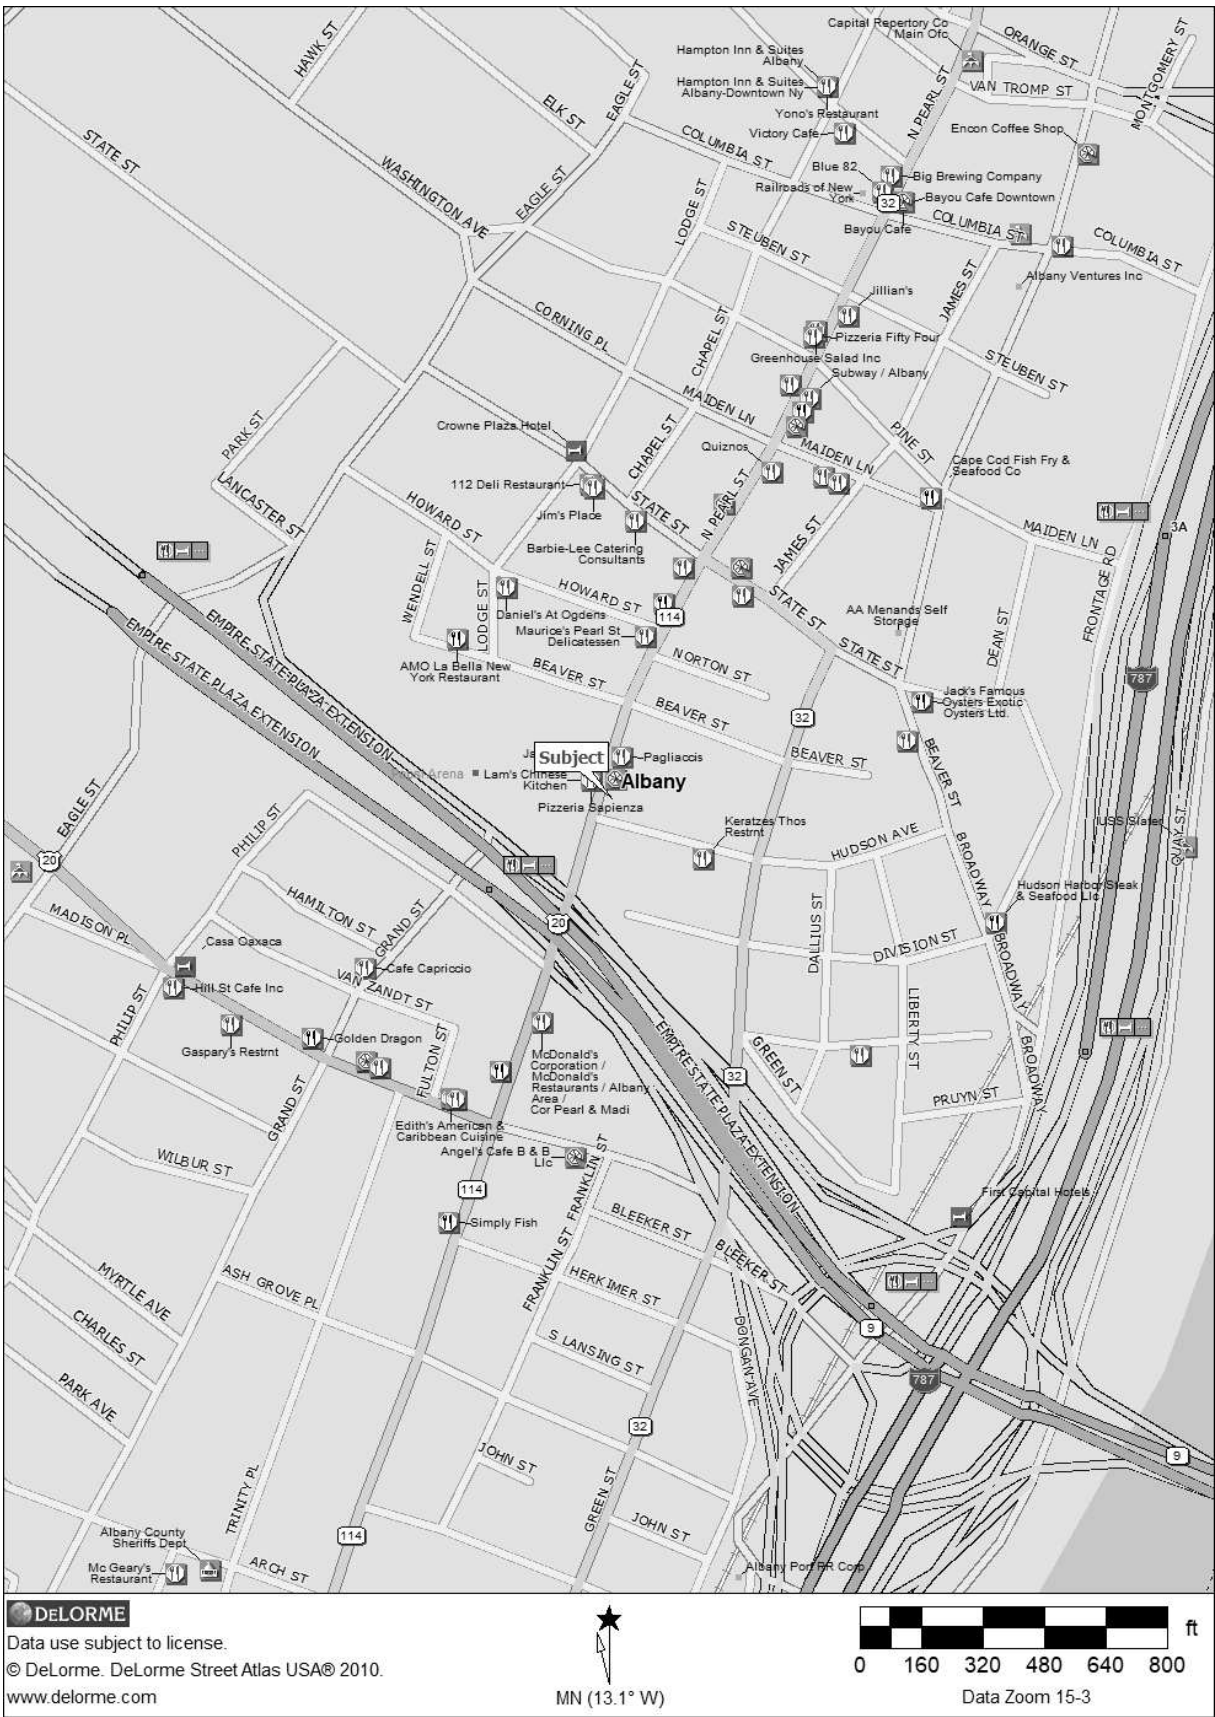 Capital Repertory Co
Main Ofc
ORANGE ST
MONTGOMERY ST
HAWK ST
Hampton Inn & Suites
Albany
Hampton Inn & Suites
Albany-Downtown Ny
EAGLE ST
VAN TROMP ST
N PEARL ST
ELK ST
Yono's Restaurant
Victory Cafe
Encon Coffee Shop
STATE ST
COLUMBIA ST
WASHINGTON AVE
Blue 82
Big Brewing Company
Railroads of New
York
32
Bayou Cafe Downtown
EAGLE ST
LODGE ST
Bayou Cafe
COLUMBIA ST
COLUMBIA ST
STEUBEN ST
Albany Ventures Inc
JAMES ST
Jillian's
CORNING PL
CHAPEL ST
Pizzeria Fifty Four
Greenhouse Salad Inc
STEUBEN ST
Subway / Albany
MAIDEN LN
PARK ST
Crowne Plaza Hotel
CHAPEL ST
Quiznos
MAIDEN LN
PINE ST
Cape Cod Fish Fry &
Seafood Co
112 Deli Restaurant
LANCASTER ST
HOWARD ST
Jim's Place
STATE ST
N PEARL ST
JAMES ST
MAIDEN LN
3A
Barbie-Lee Catering
Consultants
WENDELL ST
LODGE ST
HOWARD ST
Daniel's At Ogdens
114
STATE ST
AA Menands Self
Storage
FRONTAGE RD
EMPIRE STATE PLAZA EXTENSION
EMPIRE STATE PLAZA EXTENSION
Maurice's Pearl St
Delicatessen
DEAN ST
STATE ST
AMO La Bella New
York Restaurant
BEAVER ST
NORTON ST
787
Jack's Famous
Oysters Exotic
Oysters Ltd.
BEAVER ST
32
BEAVER ST
BEAVER ST
Subject
Pagliaccis
Lam's Chinese
Kitchen
Albany
Pizzeria Sapienza
EAGLE ST
PHILIP ST
Keratzes Thos
Restrnt
HUDSON AVE
USS Slater
QUAY ST
20
BROADWAY
HAMILTON ST
Hudson Harbor Steak
& Seafood Llc
MADISON PL
GRAND ST
20
DALLIUS ST
DIVISION ST
BROADWAY
Casa Oaxaca
Cafe Capriccio
VAN ZANDT ST
Hill St Cafe Inc
PHILIP ST
LIBERTY ST
Gaspary's Restrnt
Golden Dragon
FULTON ST
McDonald's
Corporation /
McDonald's
Restaurants / Albany
Area /
Cor Pearl & Madi
EMPIRE STATE PLAZA EXTENSION
GREEN ST
BROADWAY
32
PRUYN ST
GRAND ST
Edith's American &
Caribbean Cuisine
Angel's Cafe B & B
Llc
WILBUR ST
FRANKLIN ST
114
First Capital Hotels
Simply Fish
BLEEKER ST
BLEEKER ST
FRANKLIN ST
MYRTLE AVE
ASH GROVE PL
HERKIMER ST
CHARLES ST
S LANSING ST
DONGAN AVE
9
787
PARK AVE
32
9
JOHN ST
TRINITY PL
GREEN ST
JOHN ST
114
Albany County
Sheriffs Dept
Mc Geary's
Restaurant
ARCH ST
Albany Port RR Corp
DELORME
Data use subject to license.
© DeLorme. DeLorme Street Atlas USA® 2010.
www.delorme.com
MN (13.1° W)
ft
0 160 320 480 640 800
Data Zoom 15-3